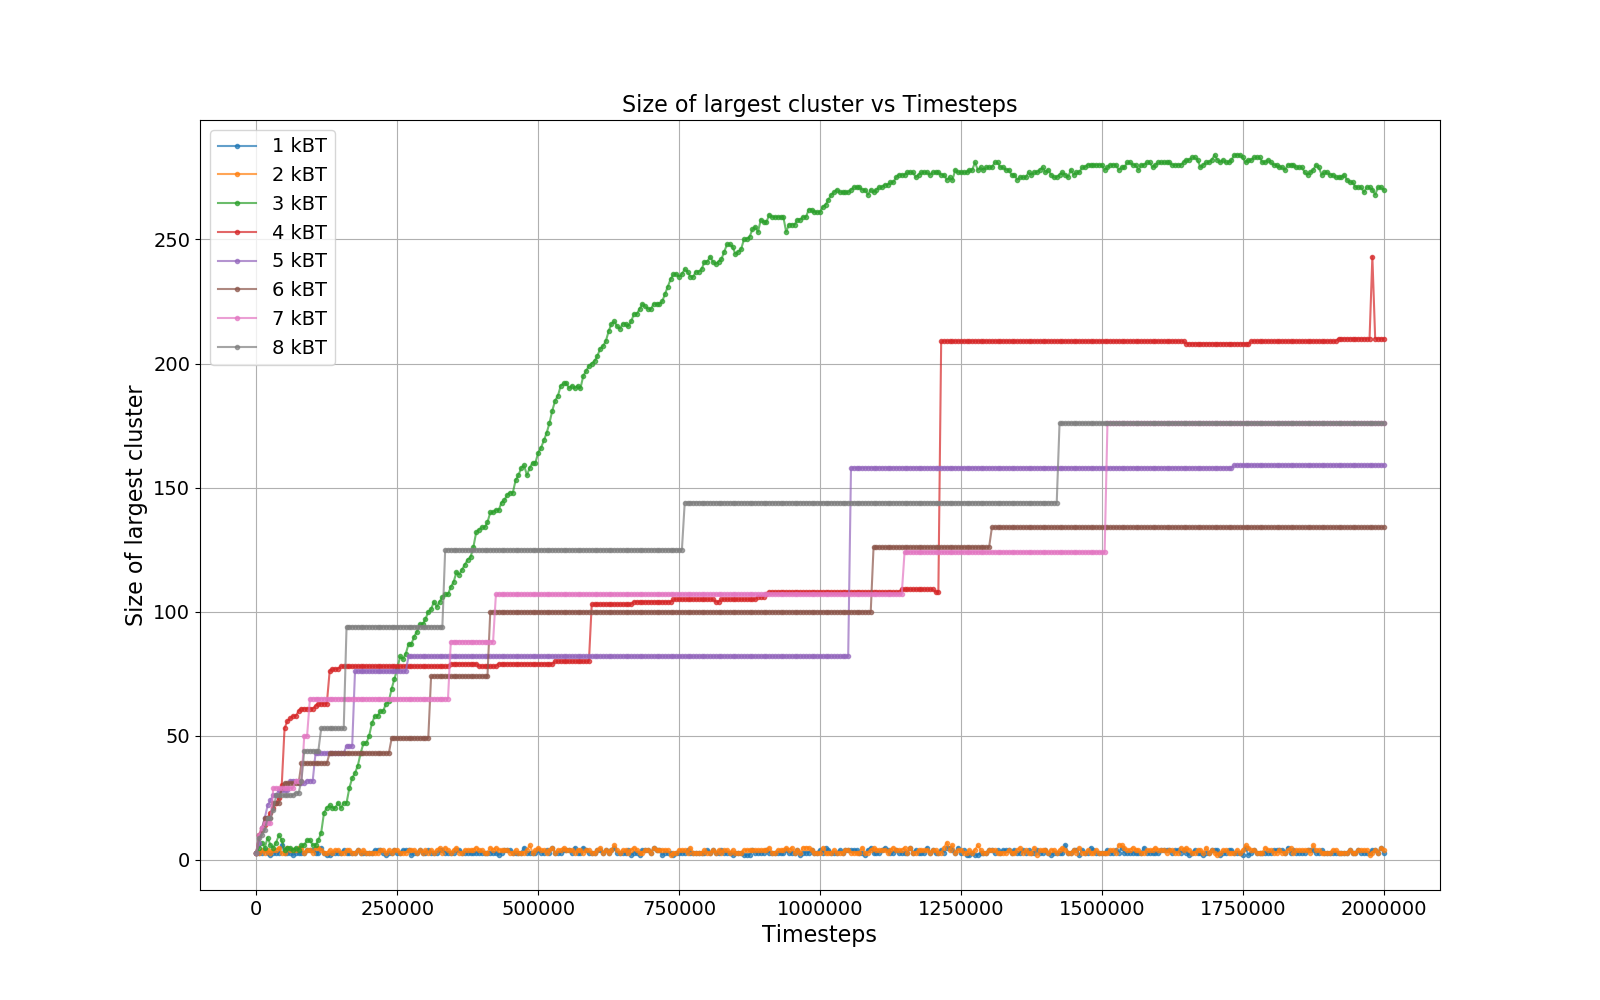 Size of largest cluster vs Timesteps
1 kBT
2 kBT
3 kBT
4 kBT
5 kBT
6 kBT
7 kBT
8 kBT
Size of largest cluster
250
200
150
100
50
0
0 250000 500000 750000 1000000 1250000 1500000 1750000 2000000
Timesteps